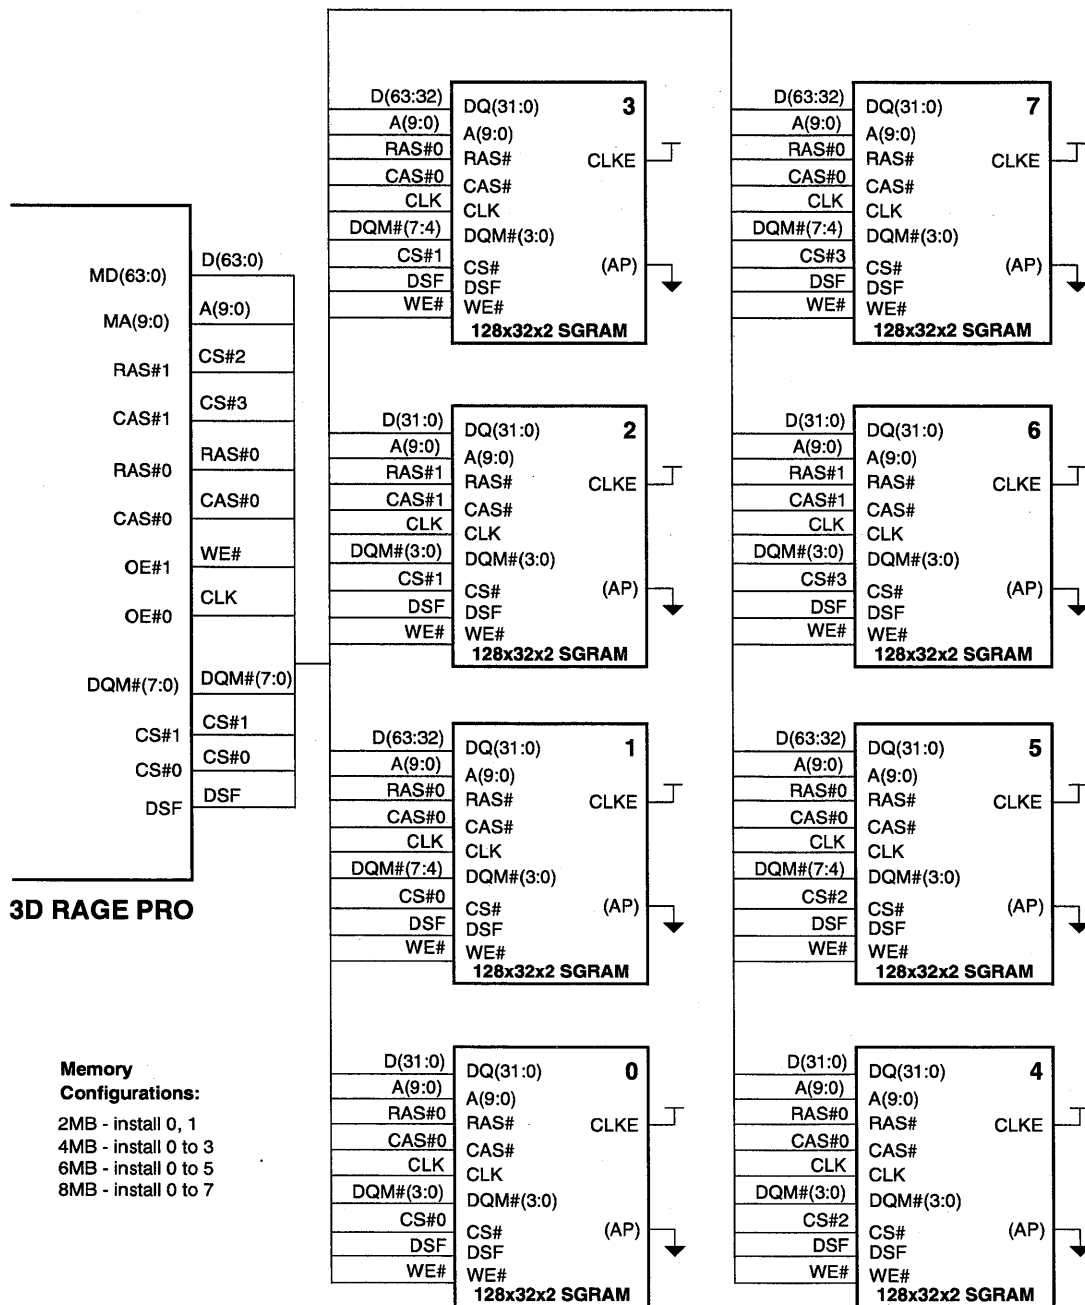 MD(63:0) D(63:0)
MA(9:0) A(9:0)
RAS#1 CS#2
CAS#1 CS#3
RAS#0 RAS#0
CAS#0 CAS#0
OE#1 WE#
OE#0 CLK
DQM#(7:0) DQM#(7:0)
CS#1 CS#1
CS#0 CS#0
DSF DSF
3D RAGE PRO
Memory
Configurations:
2MB - install 0, 1
4MB - install 0 to 3
6MB - install 0 to 5
8MB - install 0 to 7
D(63:32) DQ(31:0) 3
A(9:0) A(9:0)
RAS#0 RAS# CLKE
CAS#0 CAS#
CLK CLK
DQM#(7:4) DQM#(3:0)
CS#1 CS# (AP)
DSF DSF
WE# WE#
128x32x2 SGRAM
D(31:0) DQ(31:0) 2
A(9:0) A(9:0)
RAS#1 RAS# CLKE
CAS#1 CAS#
CLK CLK
DQM#(3:0) DQM#(3:0)
CS#1 CS# (AP)
DSF DSF
WE# WE#
128x32x2 SGRAM
D(63:32) DQ(31:0) 1
A(9:0) A(9:0)
RAS#0 RAS# CLKE
CAS#0 CAS#
CLK CLK
DQM#(7:4) DQM#(3:0)
CS#0 CS# (AP)
DSF DSF
WE# WE#
128x32x2 SGRAM
D(31:0) DQ(31:0) 0
A(9:0) A(9:0)
RAS#0 RAS# CLKE
CAS#0 CAS#
CLK CLK
DQM#(3:0) DQM#(3:0)
CS#0 CS# (AP)
DSF DSF
WE# WE#
128x32x2 SGRAM
D(63:32) DQ(31:0) 7
A(9:0) A(9:0)
RAS#0 RAS# CLKE
CAS#0 CAS#
CLK CLK
DQM#(7:4) DQM#(3:0)
CS#3 CS# (AP)
DSF DSF
WE# WE#
128x32x2 SGRAM
D(31:0) DQ(31:0) 6
A(9:0) A(9:0)
RAS#1 RAS# CLKE
CAS#1 CAS#
CLK CLK
DQM#(3:0) DQM#(3:0)
CS#3 CS# (AP)
DSF DSF
WE# WE#
128x32x2 SGRAM
D(63:32) DQ(31:0) 5
A(9:0) A(9:0)
RAS#0 RAS# CLKE
CAS#0 CAS#
CLK CLK
DQM#(7:4) DQM#(3:0)
CS#2 CS# (AP)
DSF DSF
WE# WE#
128x32x2 SGRAM
D(31:0) DQ(31:0) 4
A(9:0) A(9:0)
RAS#0 RAS# CLKE
CAS#0 CAS#
CLK CLK
DQM#(3:0) DQM#(3:0)
CS#2 CS# (AP)
DSF DSF
WE# WE#
128x32x2 SGRAM